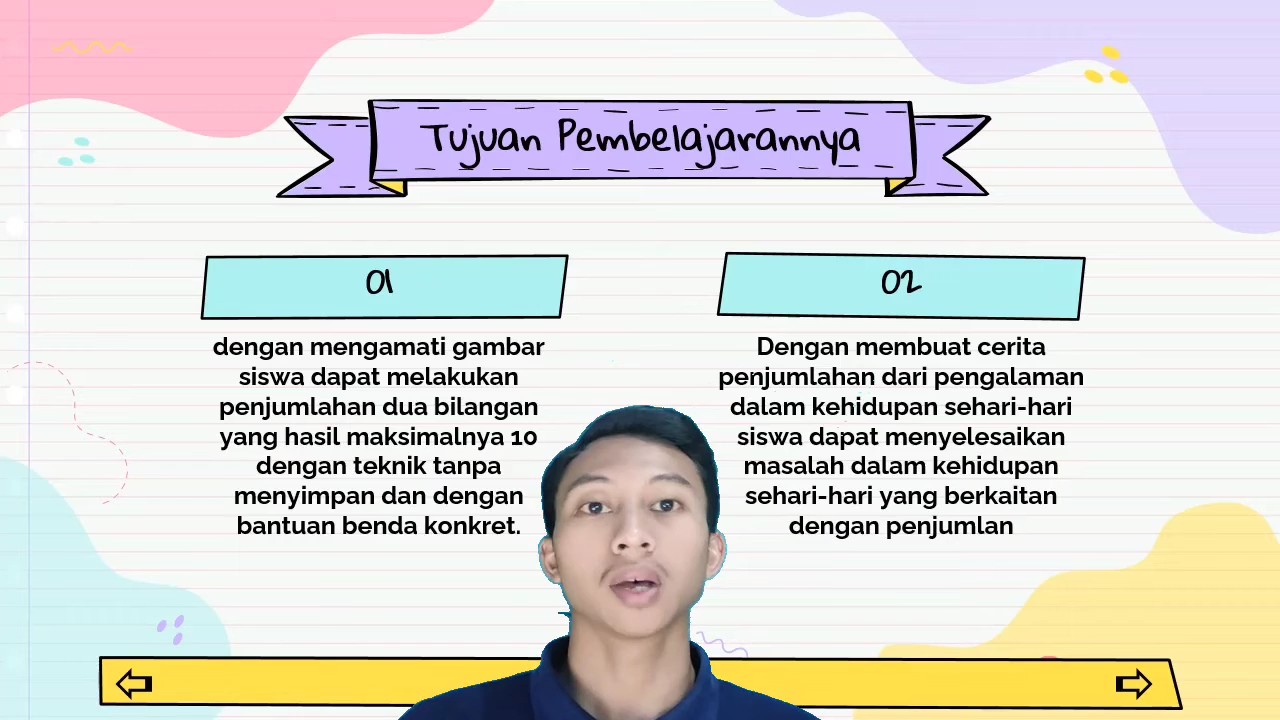 Tujuan Pembelajarannya
01
dengan mengamati gambar
siswa dapat melakukan
penjumlahan dua bilangan
yang hasil maksimalnya 10
dengan teknik tanpa
menyimpan dan dengan
bantuan benda konkret.
02
Dengan membuat cerita
penjumlahan dari pengalaman
dalam kehidupan sehari-hari
siswa dapat menyelesaikan
masalah dalam kehidupan
sehari-hari yang berkaitan
dengan penjumlan